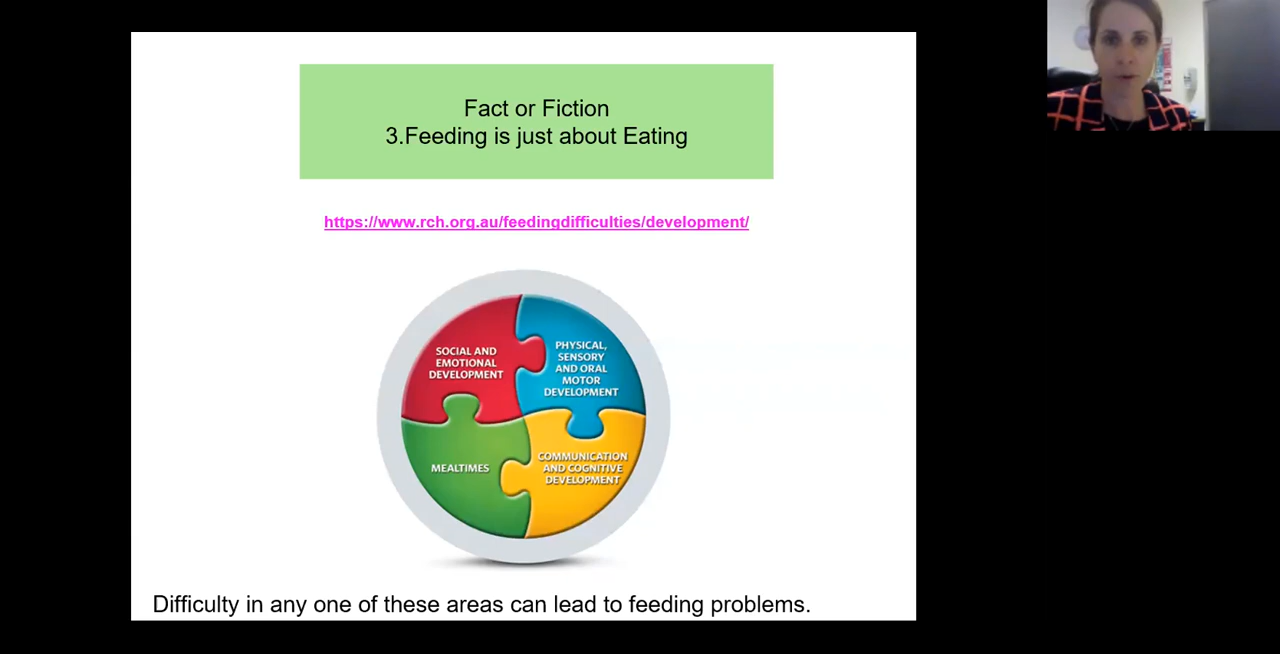 Fact or Fiction
3.Feeding is just about Eating
https://www.rch.org.au/feedingdifficulties/development/
SOCIAL AND
EMOTIONAL
DEVELOPMENT
PHYSICAL,
SENSORY
AND ORAL
MOTOR
DEVELOPMENT
MEALTIMES
COMMUNICATION
AND COGNITIVE
DEVELOPMENT
Difficulty in any one of these areas can lead to feeding problems.